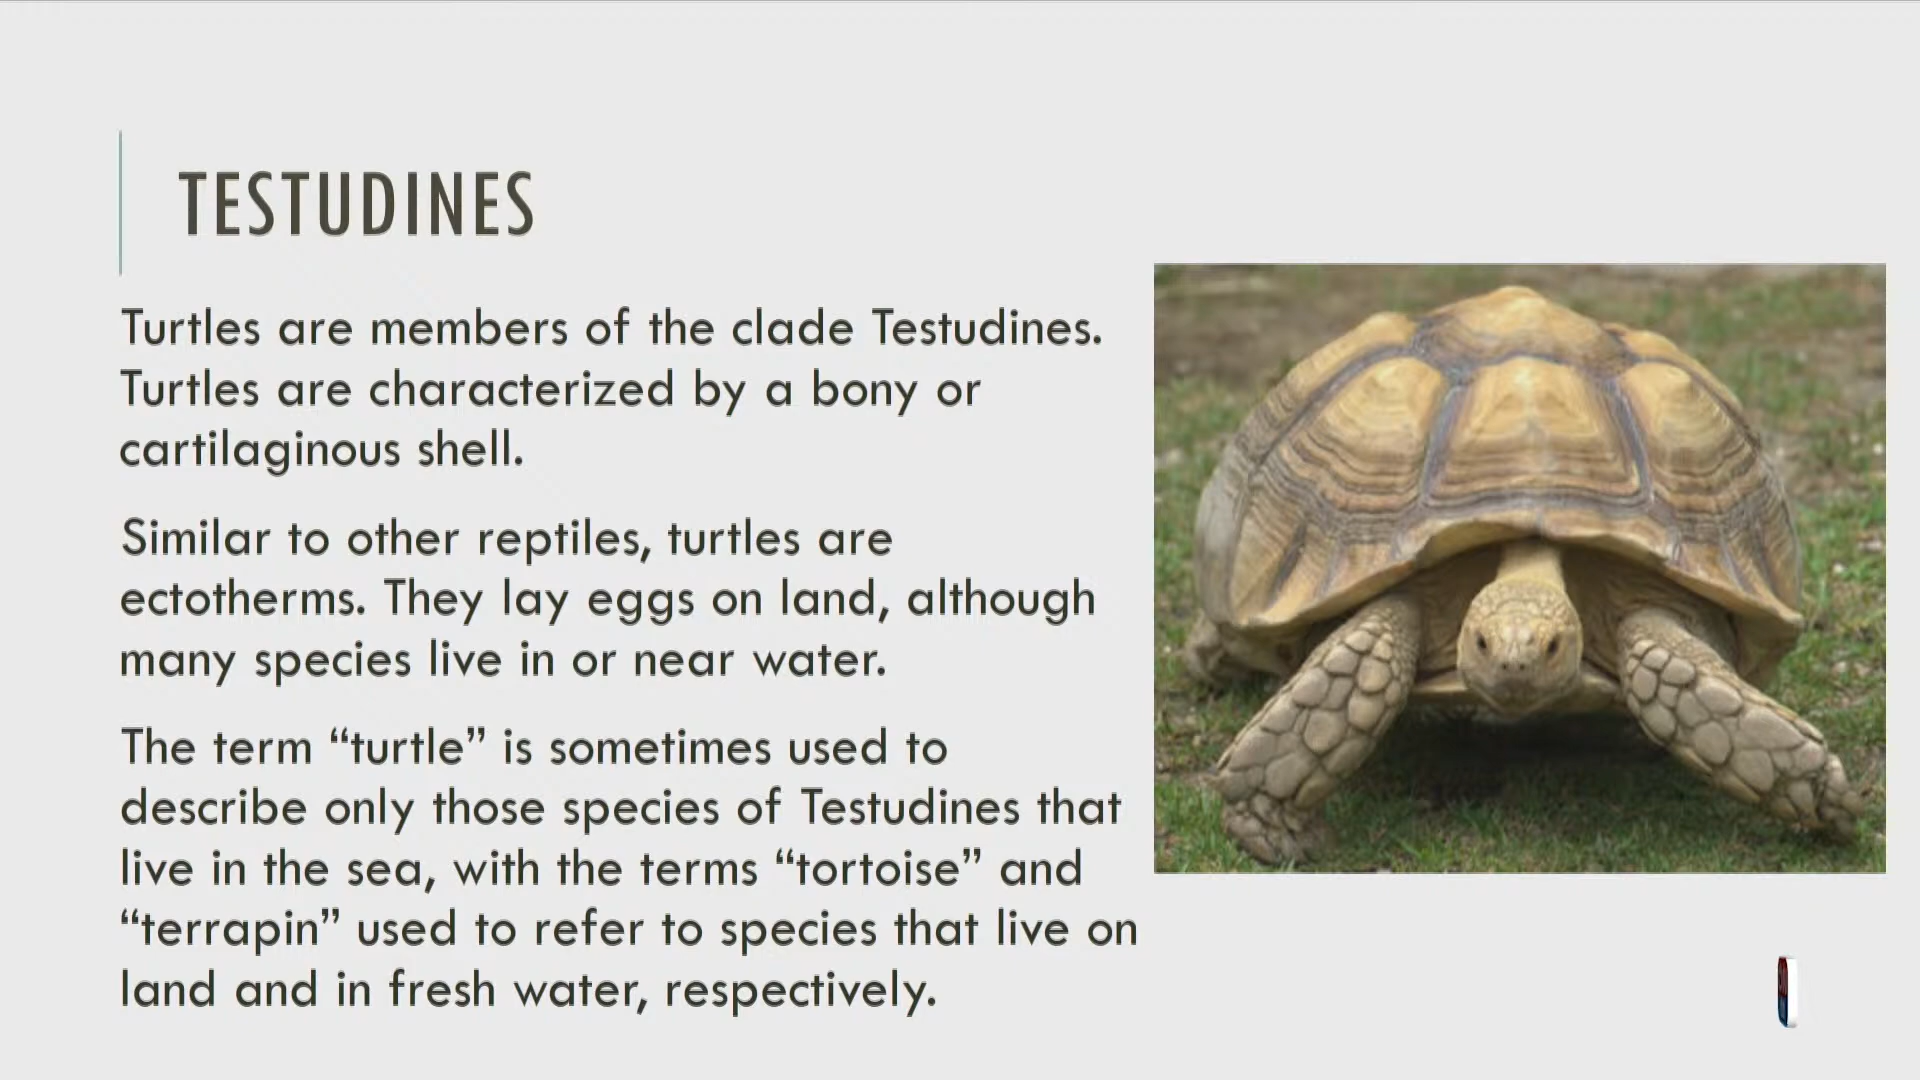 TESTUDINES
Turtles are members of the clade Testudines.
Turtles are characterized by a bony or
cartilaginous shell.
Similar to other reptiles, turtles are
ectotherms. They lay eggs on land, although
many species live in or near water.
The term “turtle” is sometimes used to
describe only those species of Testudines that
live in the sea, with the terms “tortoise” and
“terrapin” used to refer to species that live on
land and in fresh water, respectively.